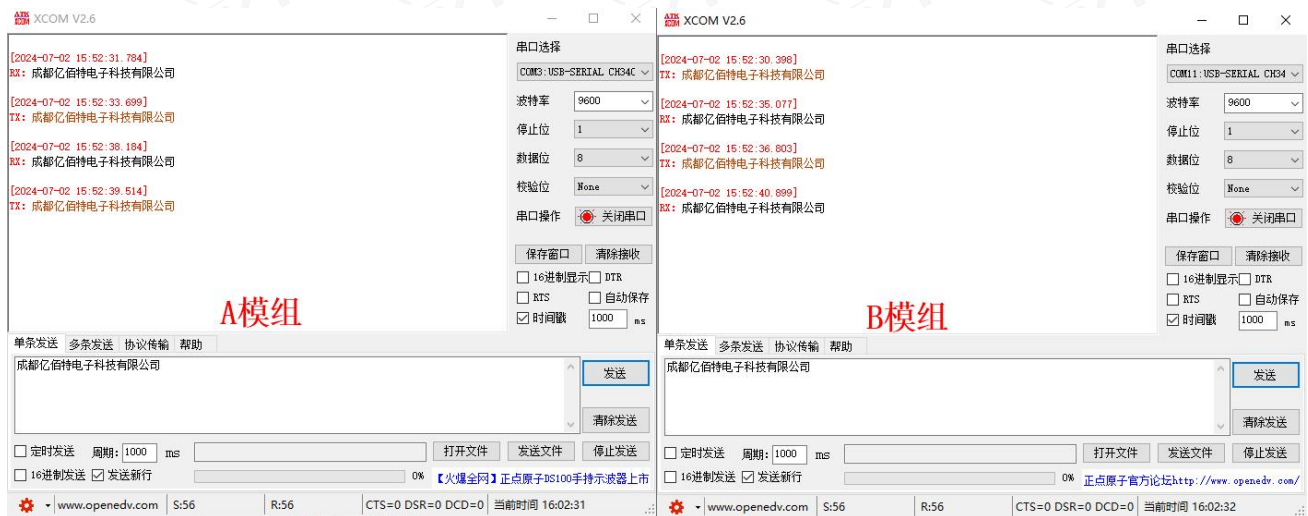 XCOM V2.6
[2024-07-02 15:52:31.784]
RX: 成都亿佰特电子科技有限公司
[2024-07-02 15:52:33.699]
TX: 成都亿佰特电子科技有限公司
[2024-07-02 15:52:38.184]
RX: 成都亿佰特电子科技有限公司
[2024-07-02 15:52:39.514]
TX: 成都亿佰特电子科技有限公司
A模组
串口选择
COM3:USB-SERIAL CH34C
波特率 9600
停止位 1
数据位 8
校验位 None
串口操作 关闭串口
保存窗口 清除接收
16进制显示 DTR
RTS 自动保存
时间戳 1000 ms
单条发送 多条发送 协议传输 帮助
成都亿佰特电子科技有限公司
发送
清除发送
定时发送 周期: 1000 ms 打开文件 发送文件 停止发送
16进制发送 发送新行 0% 【火爆全网】正点原子DS100手持示波器上市
www.openedv.com S:56 R:56 CTS=0 DSR=0 DCD=0 当前时间 16:02:31
XCOM V2.6
[2024-07-02 15:52:30.398]
TX: 成都亿佰特电子科技有限公司
[2024-07-02 15:52:35.077]
RX: 成都亿佰特电子科技有限公司
[2024-07-02 15:52:36.803]
TX: 成都亿佰特电子科技有限公司
[2024-07-02 15:52:40.899]
RX: 成都亿佰特电子科技有限公司
B模组
串口选择
COM11:USB-SERIAL CH34
波特率 9600
停止位 1
数据位 8
校验位 None
串口操作 关闭串口
保存窗口 清除接收
16进制显示 DTR
RTS 自动保存
时间戳 1000 ms
单条发送 多条发送 协议传输 帮助
成都亿佰特电子科技有限公司
发送
清除发送
定时发送 周期: 1000 ms 打开文件 发送文件 停止发送
16进制发送 发送新行 0% 正点原子官方论坛http://www.openedv.com/
www.openedv.com S:56 R:56 CTS=0 DSR=0 DCD=0 当前时间 16:02:32